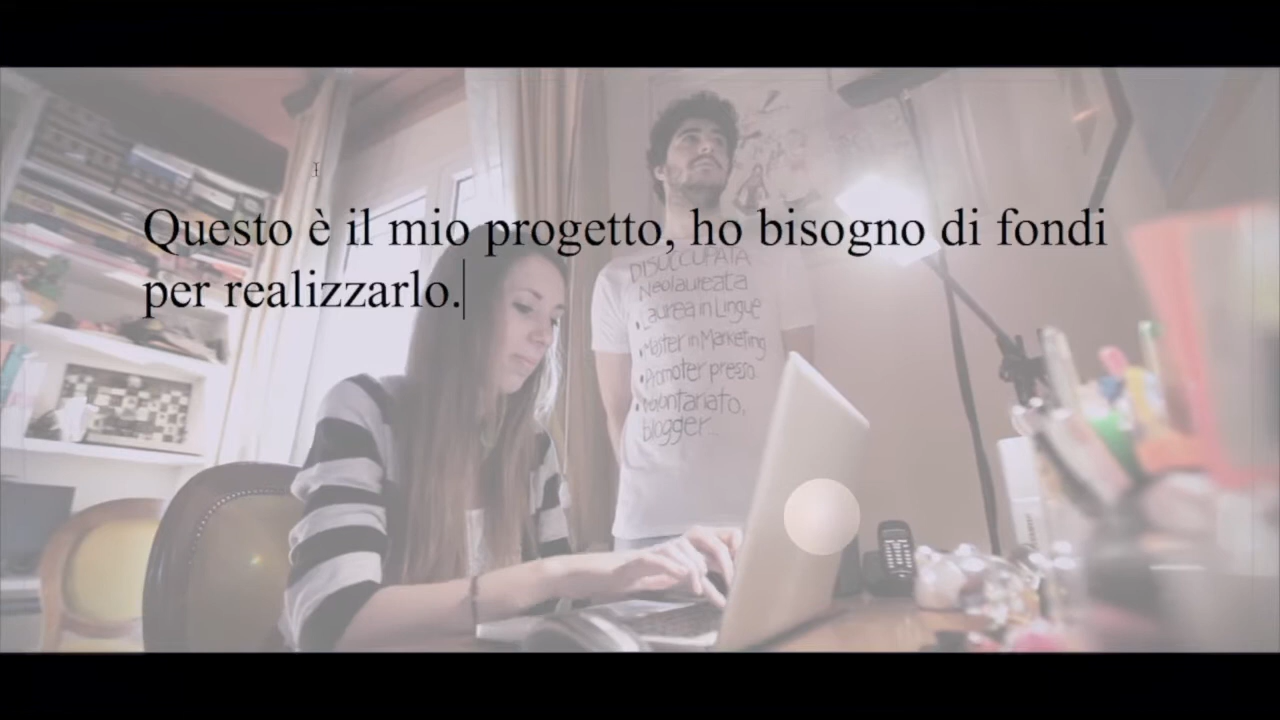 Questo è il mio progetto, ho bisogno di fondi
per realizzarlo.
DISOCCUPATA
Neolaureata
• Laurea in Lingue
• Master in Marketing
• Promoter presso
• Volontariato,
blogger...